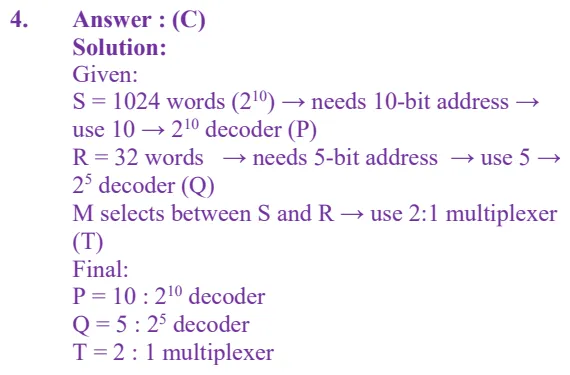 4. Answer : (C)
Solution:
Given:
S = 1024 words (2¹⁰) → needs 10-bit address →
use 10 → 2¹⁰ decoder (P)
R = 32 words → needs 5-bit address → use 5 →
2⁵ decoder (Q)
M selects between S and R → use 2:1 multiplexer
(T)
Final:
P = 10 : 2¹⁰ decoder
Q = 5 : 2⁵ decoder
T = 2 : 1 multiplexer